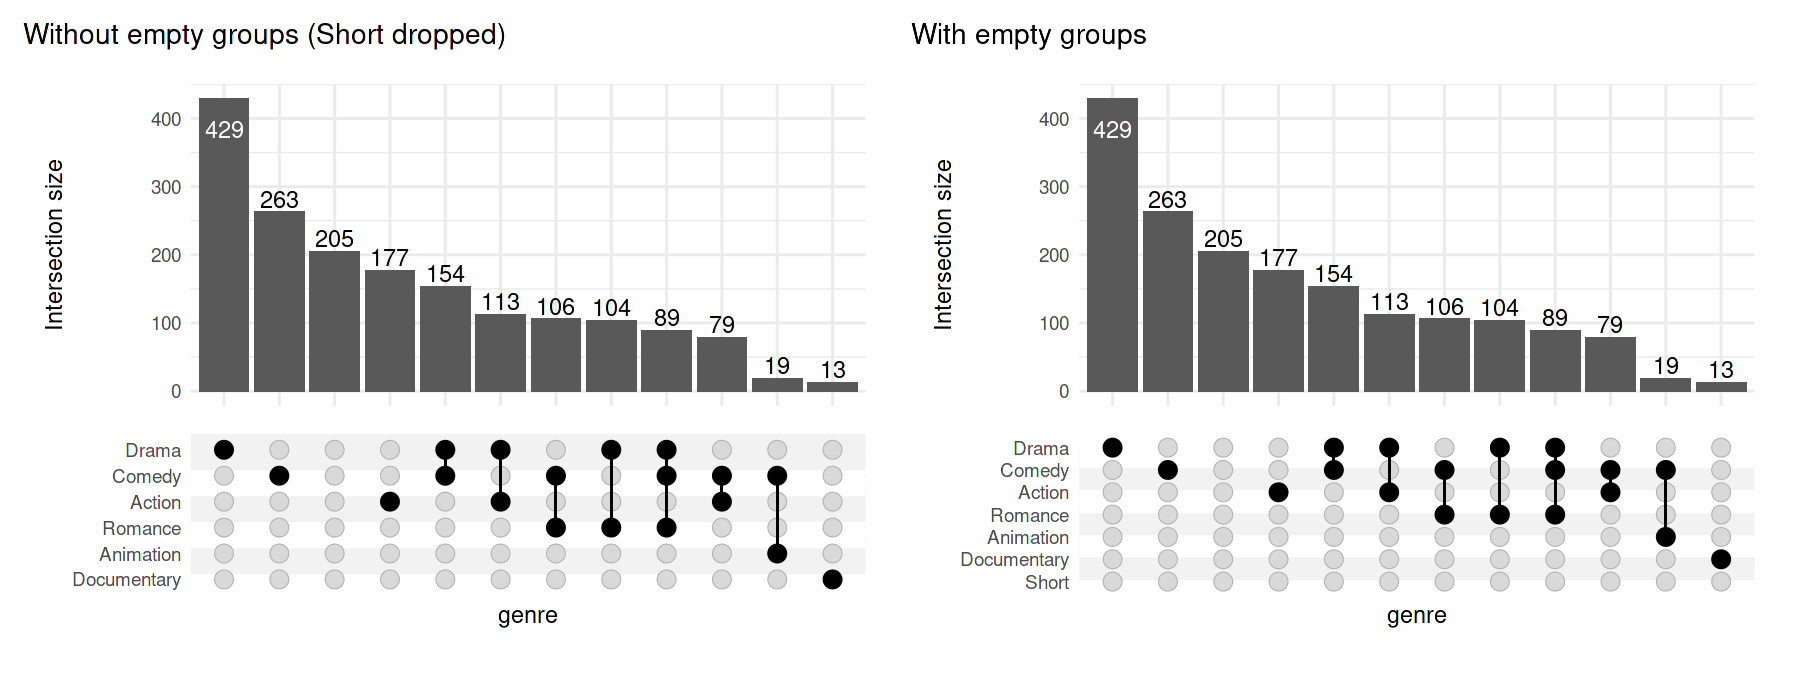 Without empty groups (Short dropped)
Intersection size
400
300
200
100
0
429
263
205
177
154
113
106
104
89
79
19
13
Drama
Comedy
Action
Romance
Animation
Documentary
genre
With empty groups
Intersection size
400
300
200
100
0
429
263
205
177
154
113
106
104
89
79
19
13
Drama
Comedy
Action
Romance
Animation
Documentary
Short
genre